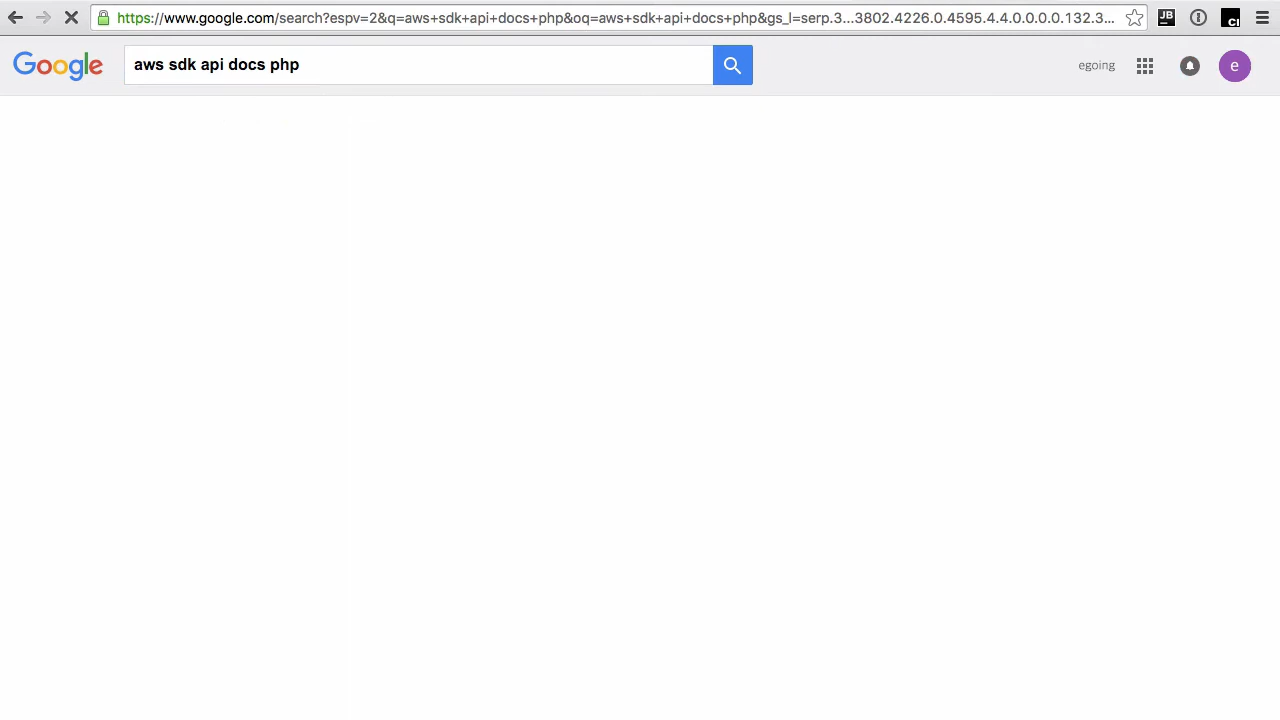 https://www.google.com/search?espv=2&q=aws+sdk+api+docs+php&oq=aws+sdk+api+docs+php&gs_l=serp.3...3802.4226.0.4595.4.4.0.0.0.0.132.3...
JB
CI
Google
aws sdk api docs php
egoing
e